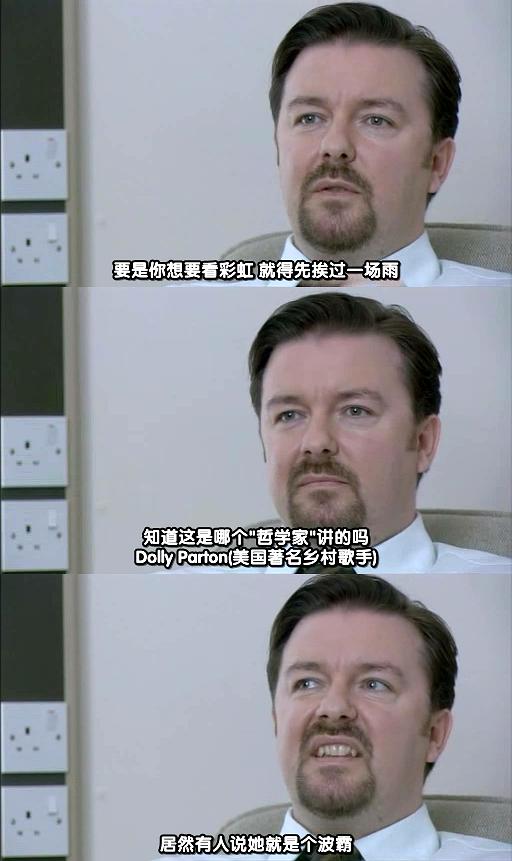 要是你想要看彩虹 就得先挨过一场雨
知道这是哪个"哲学家"讲的吗
Dolly Parton(美国著名乡村歌手)
居然有人说她就是个波霸